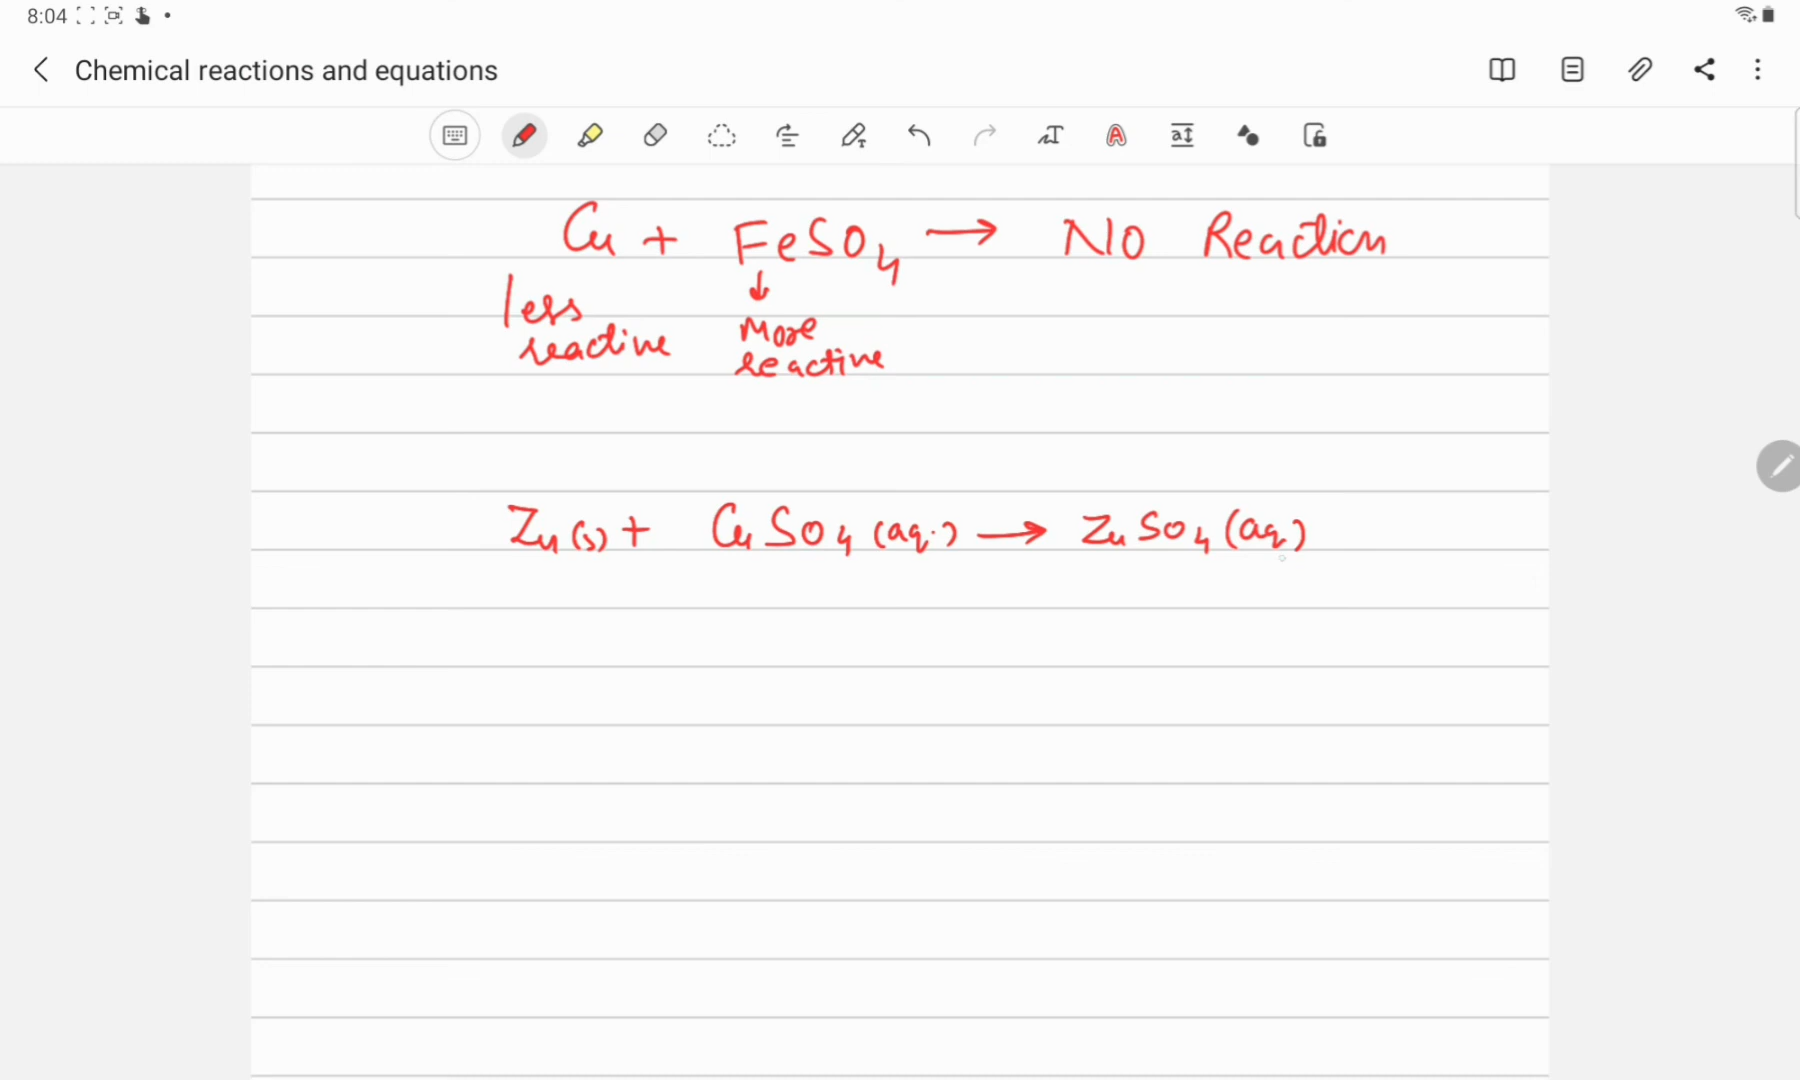 8:04
Chemical reactions and equations
Cu + FeSO₄ → NO Reaction
↓
less More
reactive reactive
Zn (s) + CuSO₄ (aq.) → ZnSO₄ (aq.)